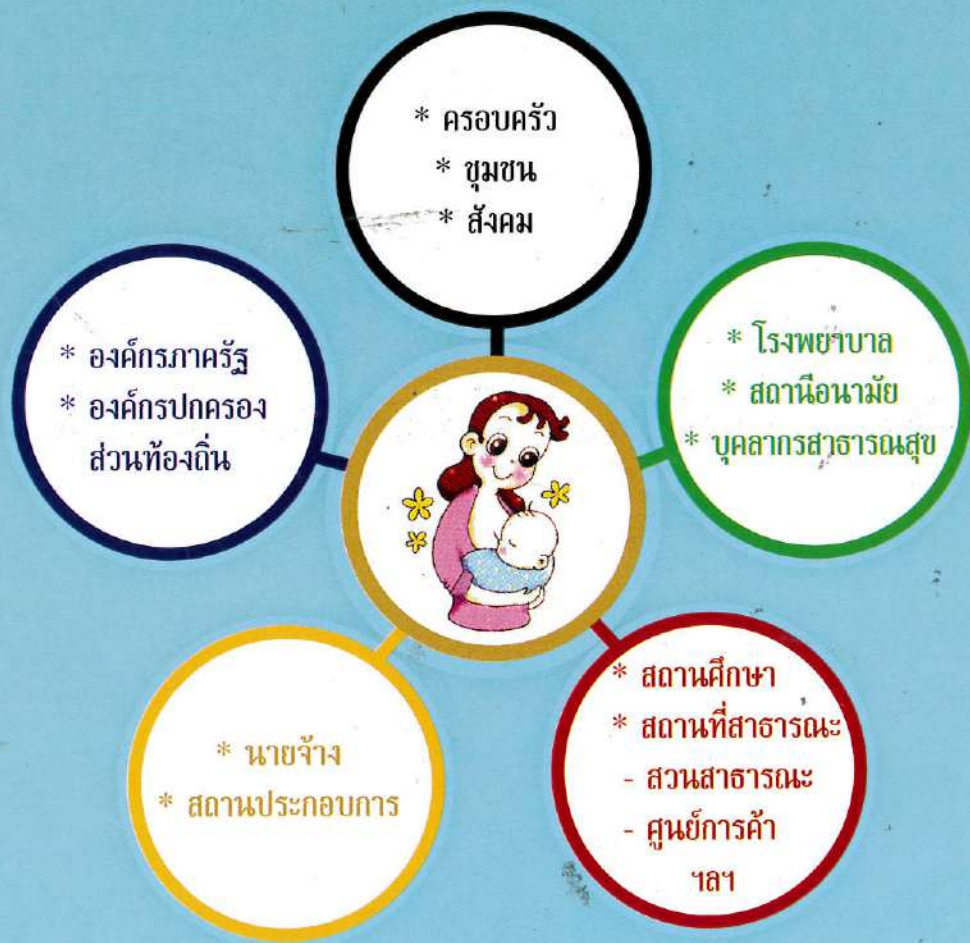 * ครอบครัว
* ชุมชน
* สังคม
* องค์กรภาครัฐ
* องค์กรปกครอง
ส่วนท้องถิ่น
* โรงพยาบาล
* สถานีอนามัย
* บุคลากรสาธารณสุข
* นายจ้าง
* สถานประกอบการ
* สถานศึกษา
* สถานที่สาธารณะ
- สวนสาธารณะ
- ศูนย์การค้า
ฯลฯ